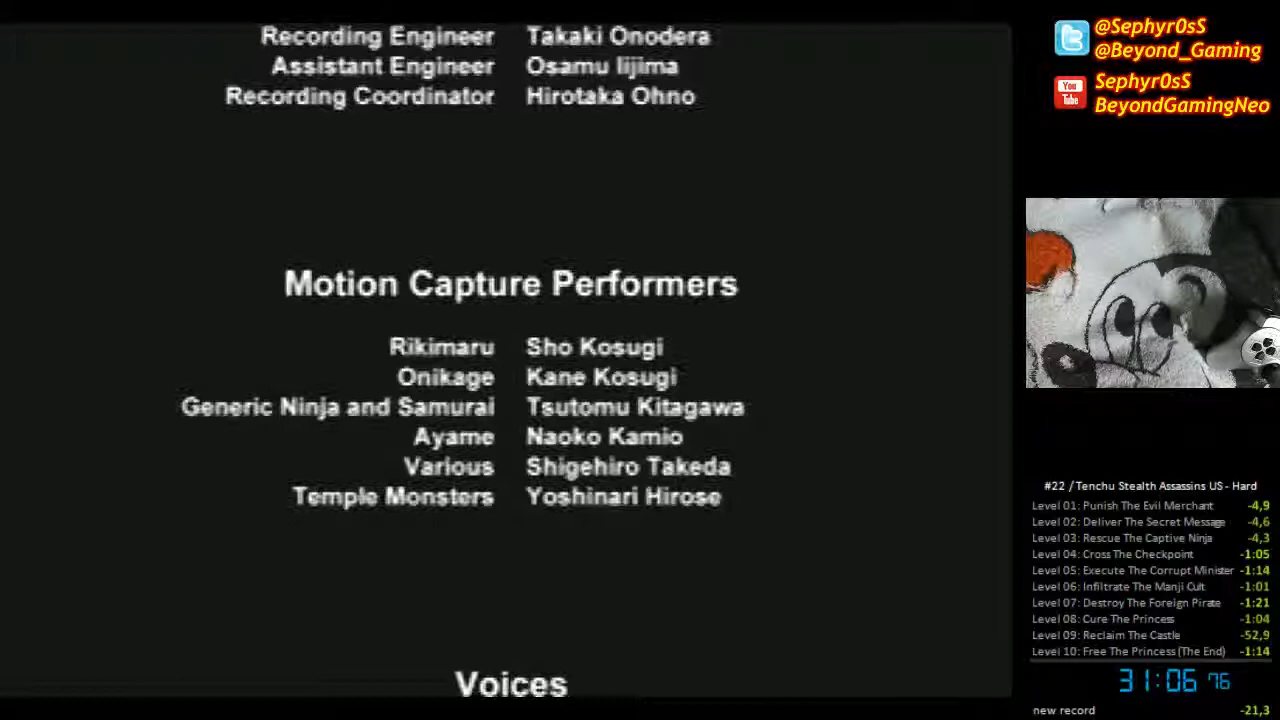 Recording Engineer Takaki Onodera
Assistant Engineer Osamu Iijima
Recording Coordinator Hirotaka Ohno
Motion Capture Performers
Rikimaru Sho Kosugi
Onikage Kane Kosugi
Generic Ninja and Samurai Tsutomu Kitagawa
Ayame Naoko Kamio
Various Shigehiro Takeda
Temple Monsters Yoshinari Hirose
Voices
@Sephyr0sS
@Beyond_Gaming
You Tube
Sephyr0sS
BeyondGamingNeo
#22 / Tenchu Stealth Assassins US - Hard
Level 01: Punish The Evil Merchant -4,9
Level 02: Deliver The Secret Message -4,6
Level 03: Rescue The Captive Ninja -4,3
Level 04: Cross The Checkpoint -1:05
Level 05: Execute The Corrupt Minister -1:14
Level 06: Infiltrate The Manji Cult -1:01
Level 07: Destroy The Foreign Pirate -1:21
Level 08: Cure The Princess -1:04
Level 09: Reclaim The Castle -52,9
Level 10: Free The Princess (The End) -1:14
31:06 76
new record -21,3